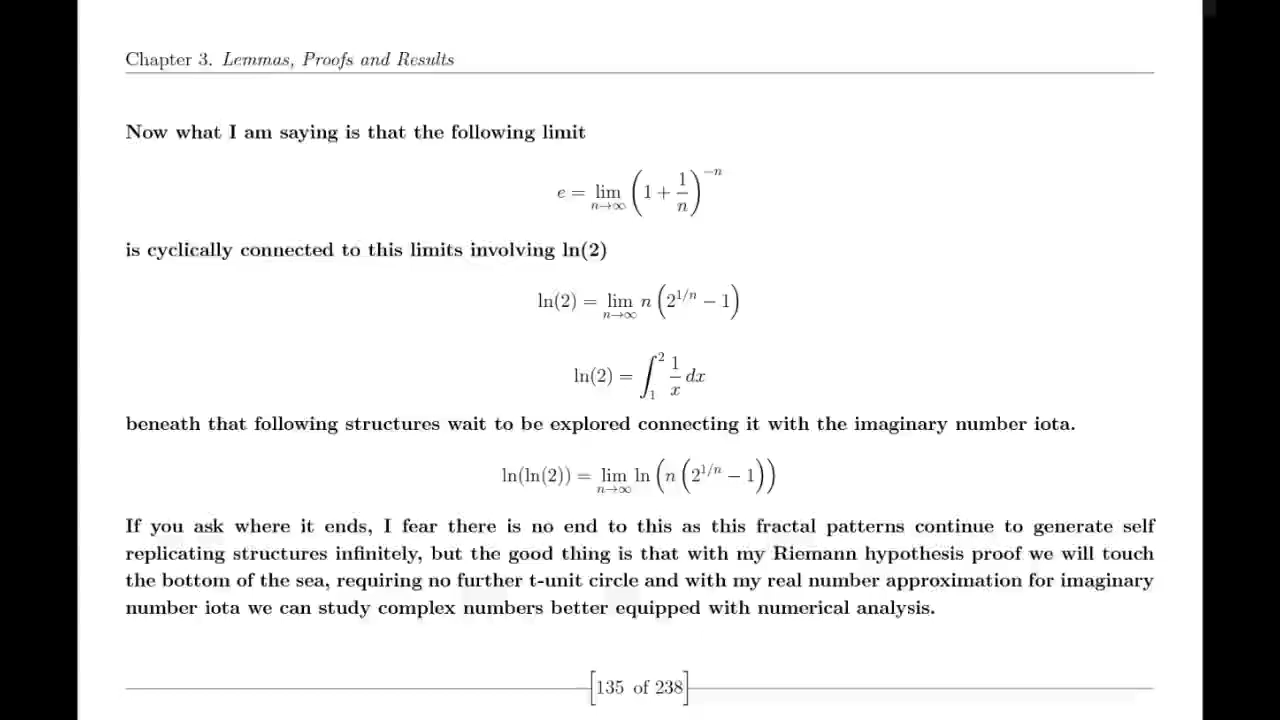 Chapter 3. Lemmas, Proofs and Results
Now what I am saying is that the following limit
e = lim_{n→∞} (1 + 1/n)^{−n}
is cyclically connected to this limits involving ln(2)
ln(2) = lim_{n→∞} n (2^{1/n} − 1)
ln(2) = ∫_1^2 1/x dx
beneath that following structures wait to be explored connecting it with the imaginary number iota.
ln(ln(2)) = lim_{n→∞} ln (n (2^{1/n} − 1))
If you ask where it ends, I fear there is no end to this as this fractal patterns continue to generate self
replicating structures infinitely, but the good thing is that with my Riemann hypothesis proof we will touch
the bottom of the sea, requiring no further t-unit circle and with my real number approximation for imaginary
number iota we can study complex numbers better equipped with numerical analysis.
[135 of 238]